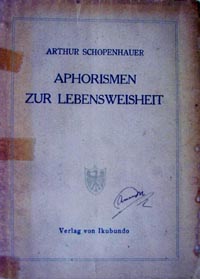 ARTHUR SCHOPENHAUER
APHORISMEN
ZUR LEBENSWEISHEIT
Verlag von Ikubundo